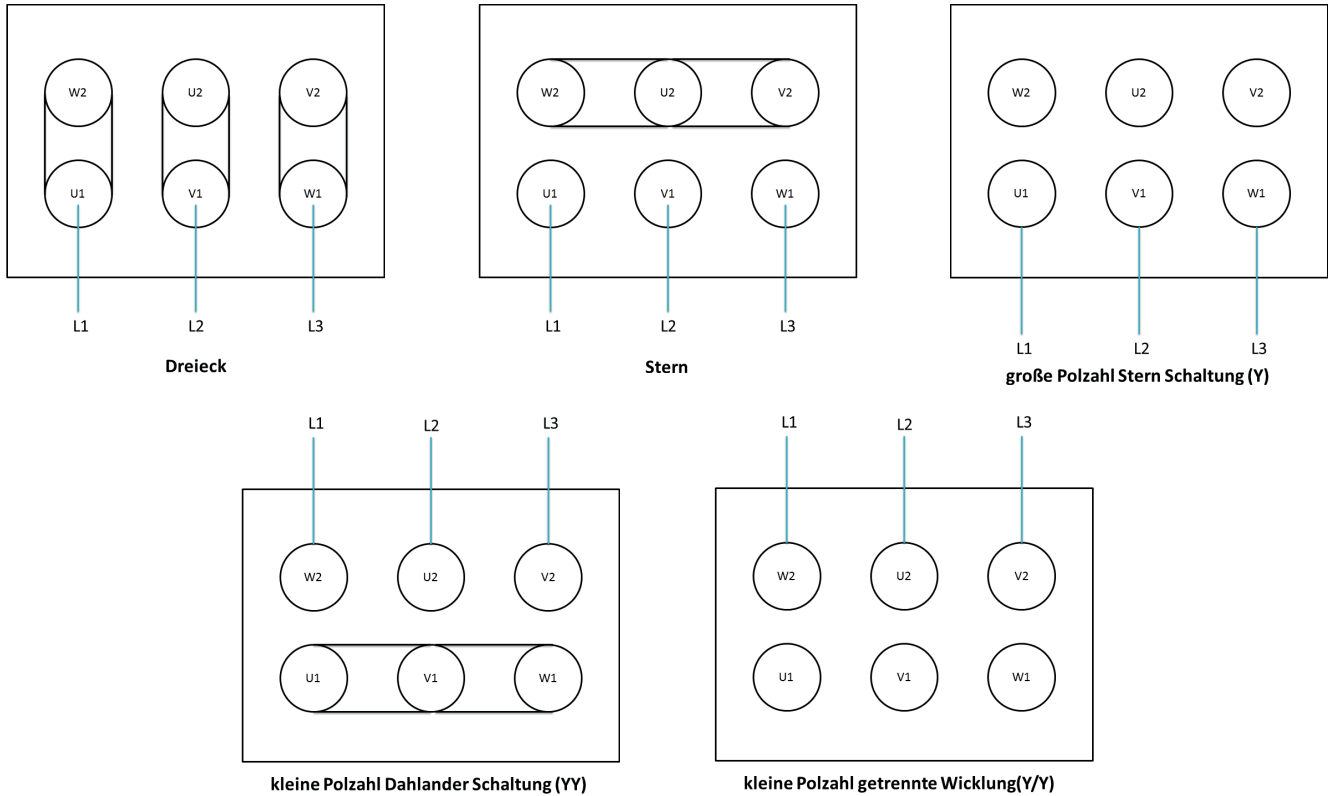 W2 U2 V2
U1 V1 W1
L1 L2 L3
Dreieck
W2 U2 V2
U1 V1 W1
L1 L2 L3
Stern
W2 U2 V2
U1 V1 W1
L1 L2 L3
große Polzahl Stern Schaltung (Y)
L1 L2 L3
W2 U2 V2
U1 V1 W1
kleine Polzahl Dahlander Schaltung (YY)
L1 L2 L3
W2 U2 V2
U1 V1 W1
kleine Polzahl getrennte Wicklung(Y/Y)